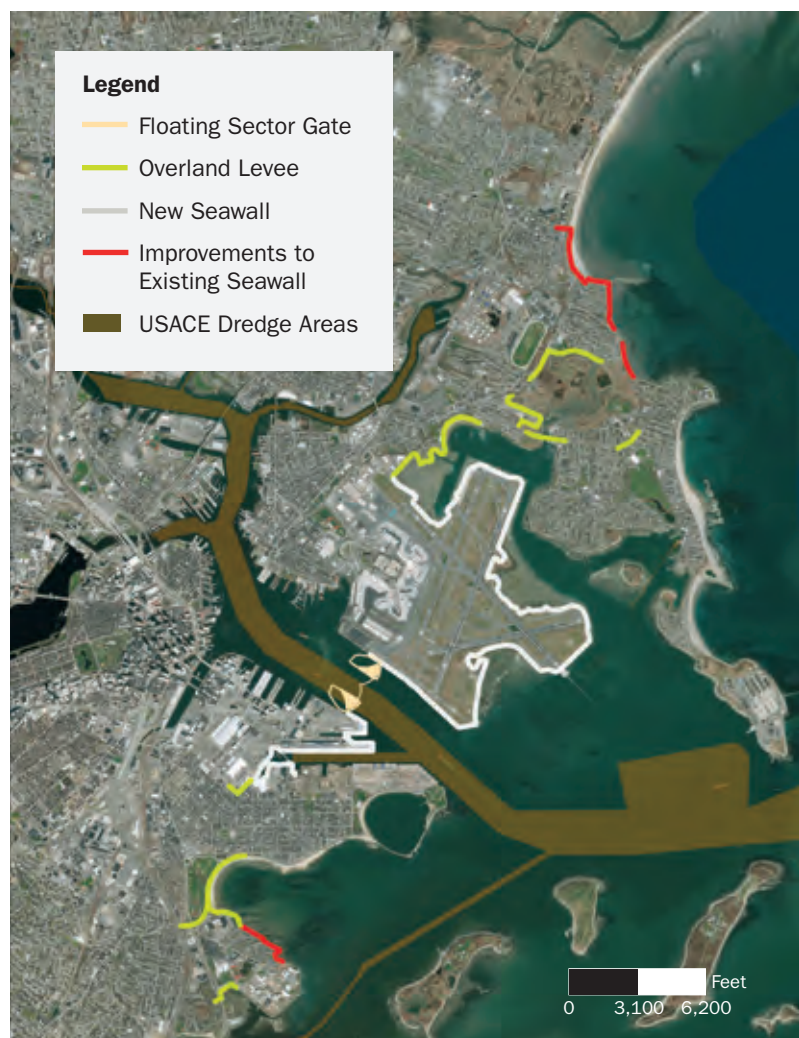 Legend
Floating Sector Gate
Overland Levee
New Seawall
Improvements to
Existing Seawall
USACE Dredge Areas
Feet
0 3,100 6,200